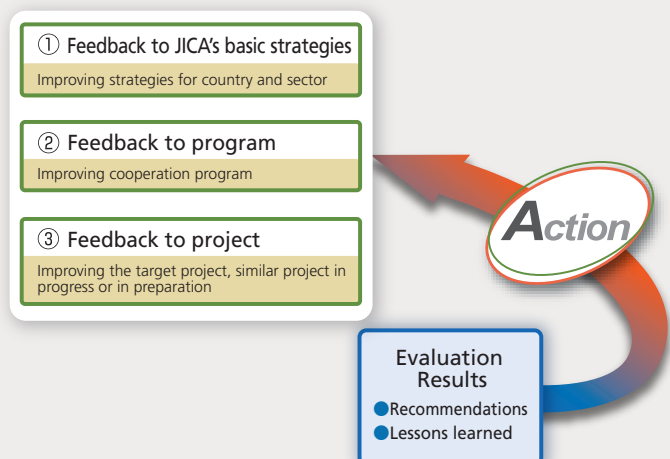 ① Feedback to JICA's basic strategies
Improving strategies for country and sector
② Feedback to program
Improving cooperation program
③ Feedback to project
Improving the target project, similar project in
progress or in preparation
Action
Evaluation
Results
●Recommendations
●Lessons learned